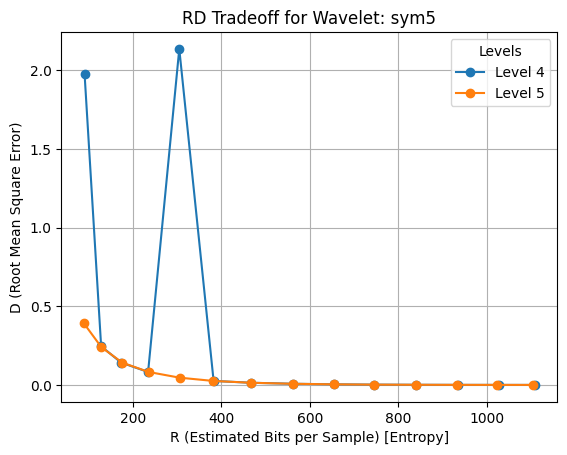 RD Tradeoff for Wavelet: sym5
Levels
Level 4
Level 5
D (Root Mean Square Error)
2.0
1.5
1.0
0.5
0.0
200 400 600 800 1000
R (Estimated Bits per Sample) [Entropy]